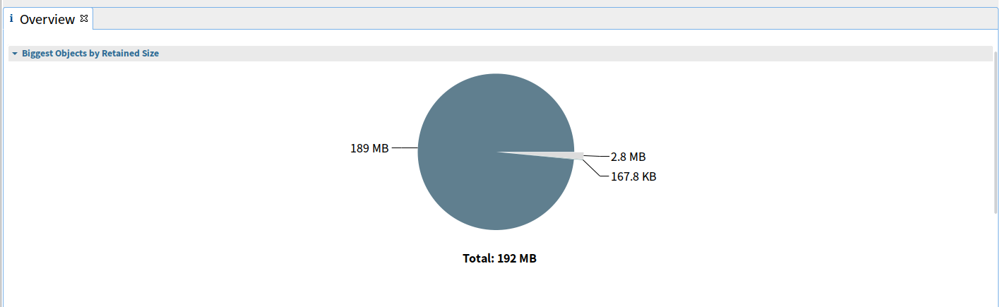 i Overview
Biggest Objects by Retained Size
189 MB
2.8 MB
167.8 KB
Total: 192 MB